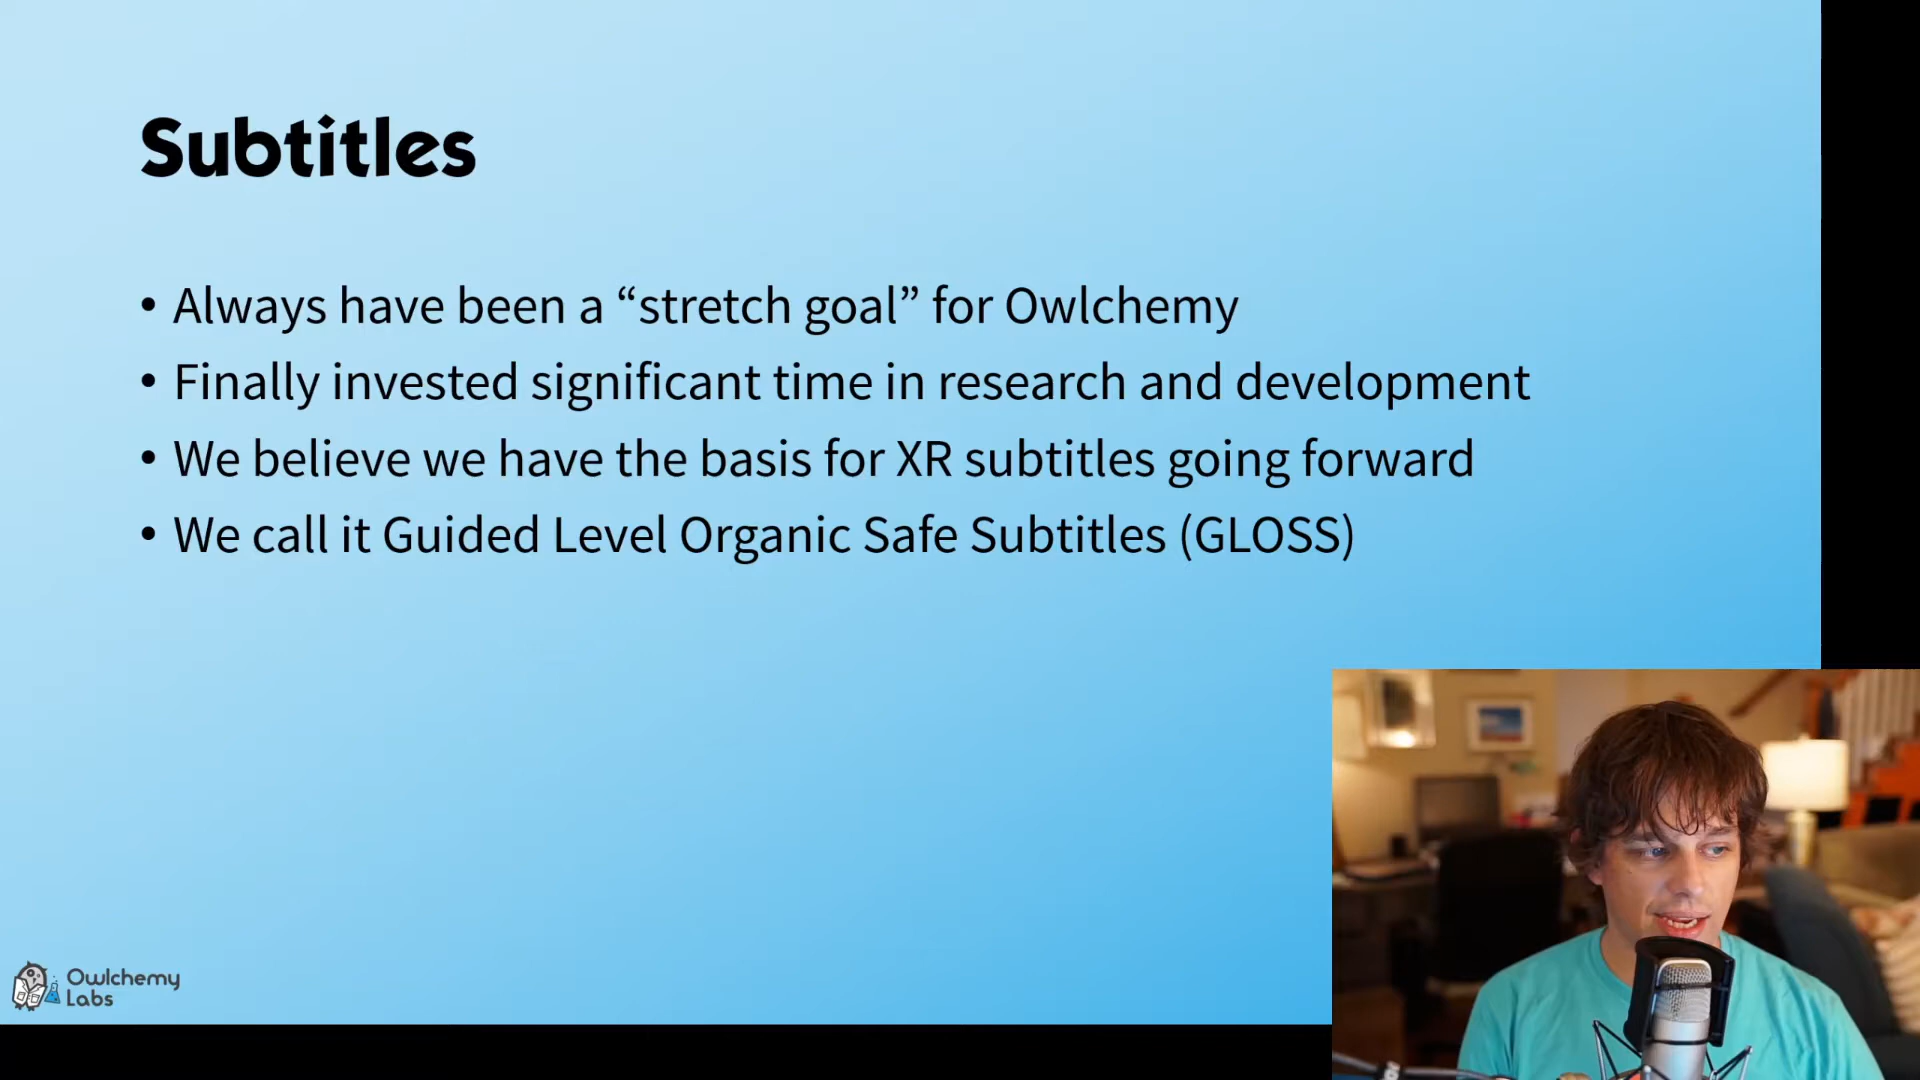 Subtitles
• Always have been a “stretch goal” for Owlchemy
• Finally invested significant time in research and development
• We believe we have the basis for XR subtitles going forward
• We call it Guided Level Organic Safe Subtitles (GLOSS)
Owlchemy
Labs